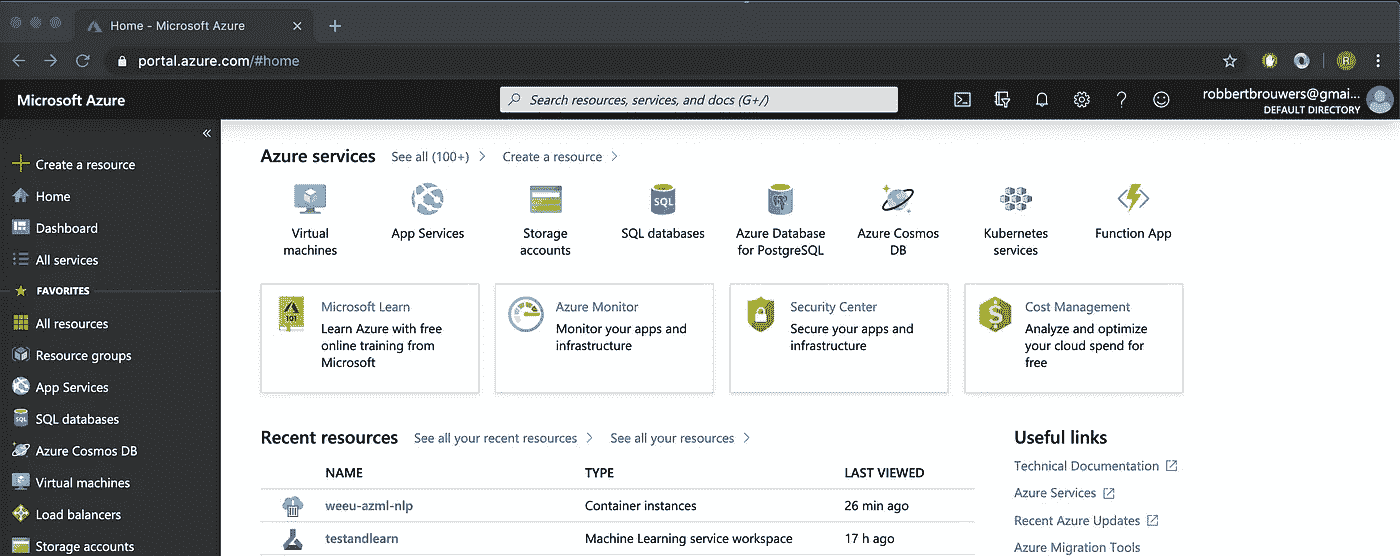 Home - Microsoft Azure
portal.azure.com/#home
R
Microsoft Azure
Search resources, services, and docs (G+/)
robbertbrouwers@gmai...
DEFAULT DIRECTORY
Create a resource
Home
Dashboard
All services
FAVORITES
All resources
Resource groups
App Services
SQL
SQL databases
Azure Cosmos DB
Virtual machines
Load balancers
Storage accounts
Azure services
See all (100+)
Create a resource
Virtual
machines
App Services
Storage
accounts
SQL
SQL databases
Azure Database
for PostgreSQL
Azure Cosmos
DB
Kubernetes
services
Function App
101
Microsoft Learn
Learn Azure with free
online training from
Microsoft
Azure Monitor
Monitor your apps and
infrastructure
Security Center
Secure your apps and
infrastructure
$
Cost Management
Analyze and optimize
your cloud spend for
free
Recent resources
See all your recent resources
See all your resources
NAME TYPE LAST VIEWED
weeu-azml-nlp Container instances 26 min ago
testandlearn Machine Learning service workspace 17 h ago
Useful links
Technical Documentation
Azure Services
Recent Azure Updates
Azure Migration Tools